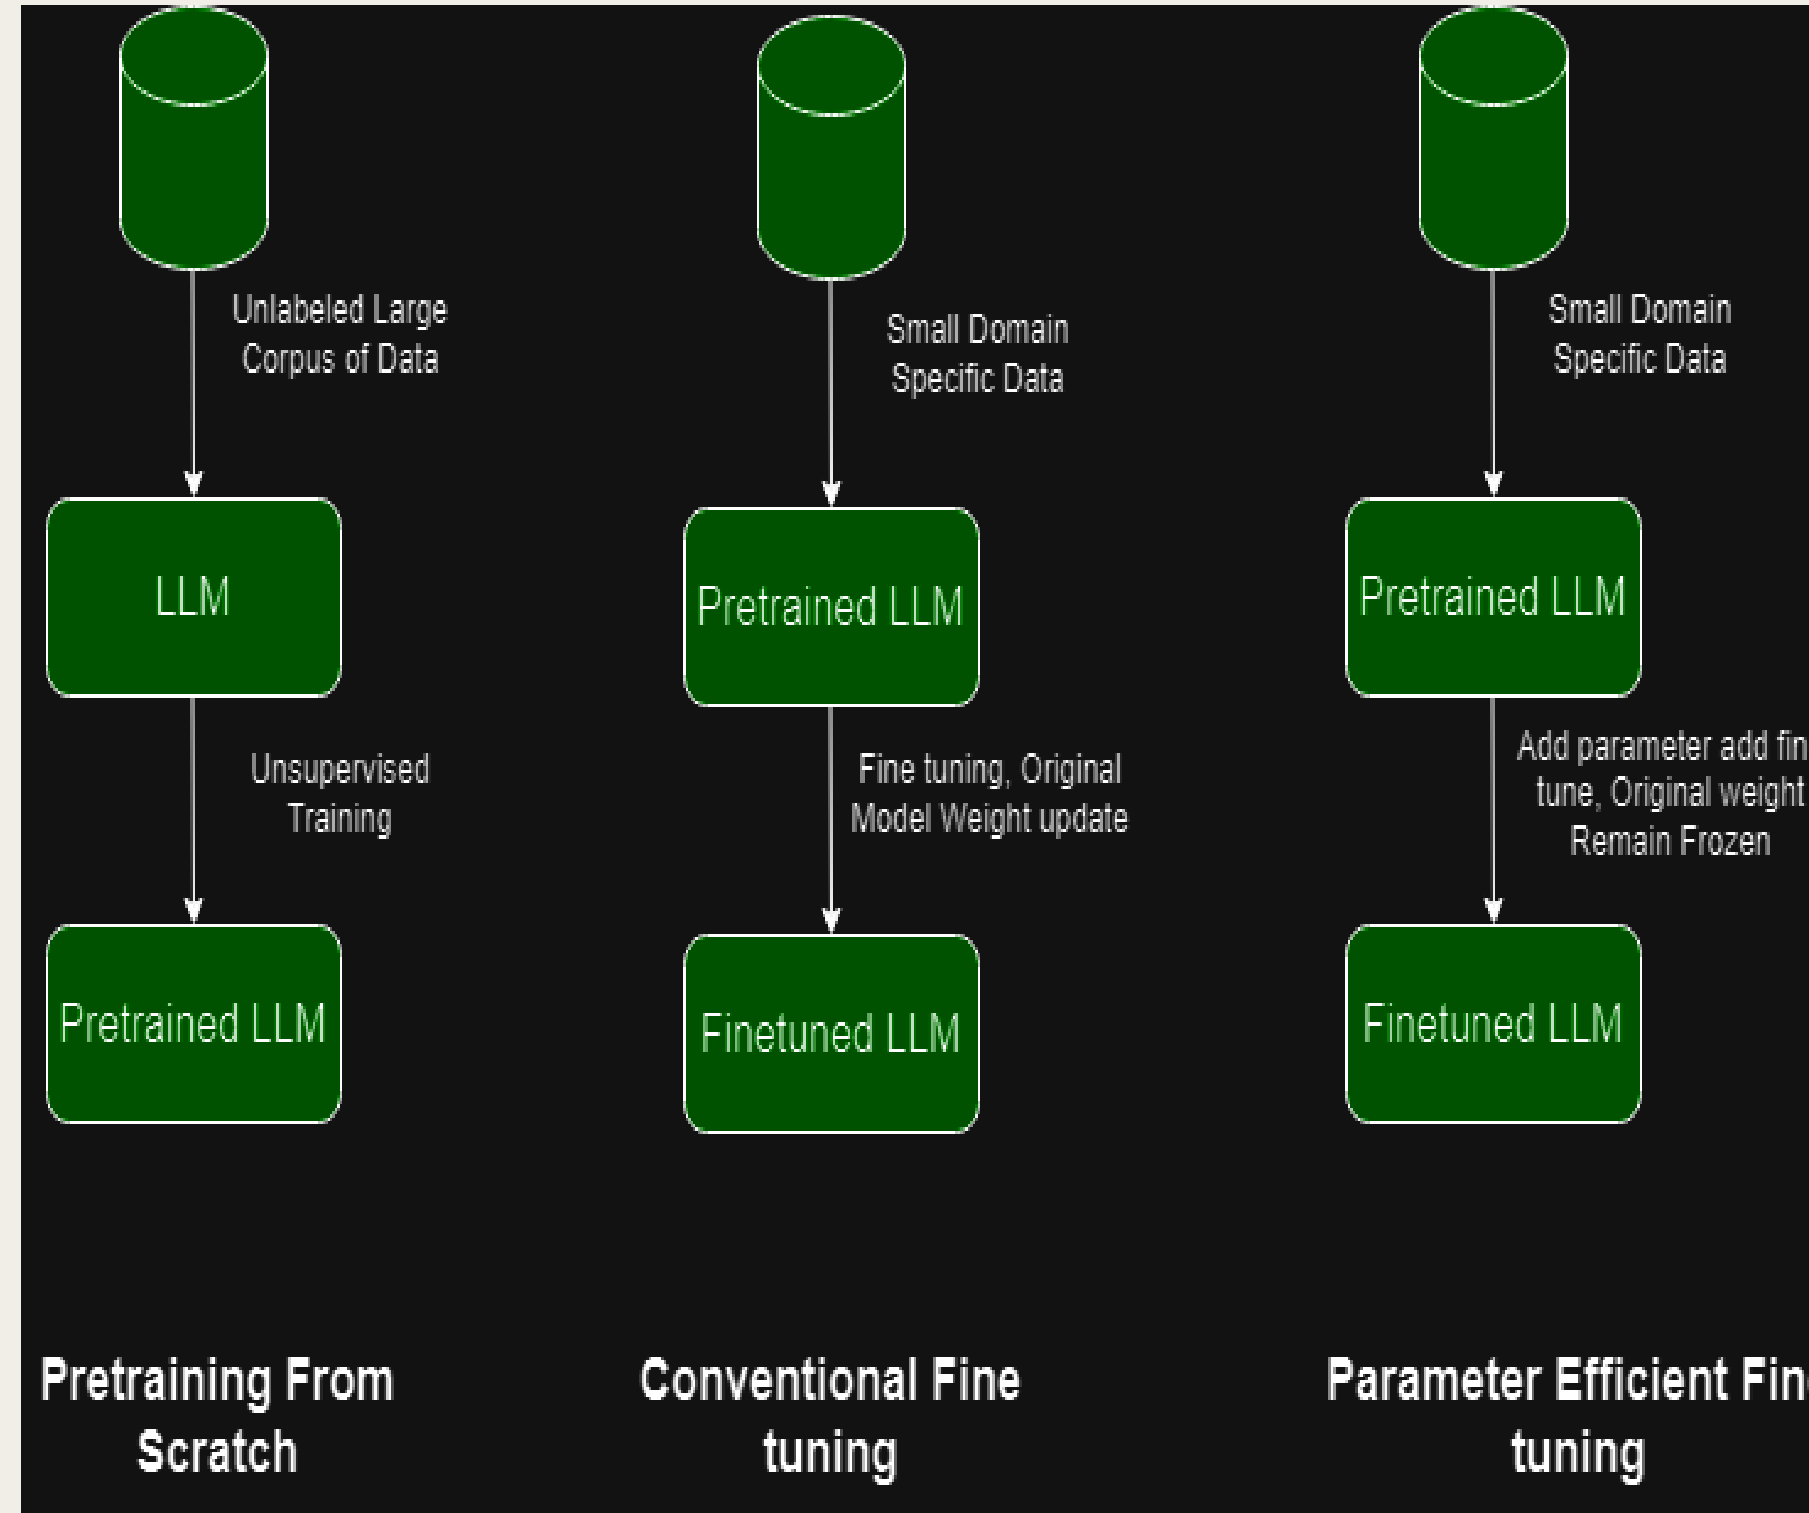 Unlabeled Large
Corpus of Data
LLM
Unsupervised
Training
Pretrained LLM
Pretraining From
Scratch
Small Domain
Specific Data
Pretrained LLM
Fine tuning, Original
Model Weight update
Finetuned LLM
Conventional Fine
tuning
Small Domain
Specific Data
Pretrained LLM
Add parameter add fin
tune, Original weight
Remain Frozen
Finetuned LLM
Parameter Efficient Fin
tuning